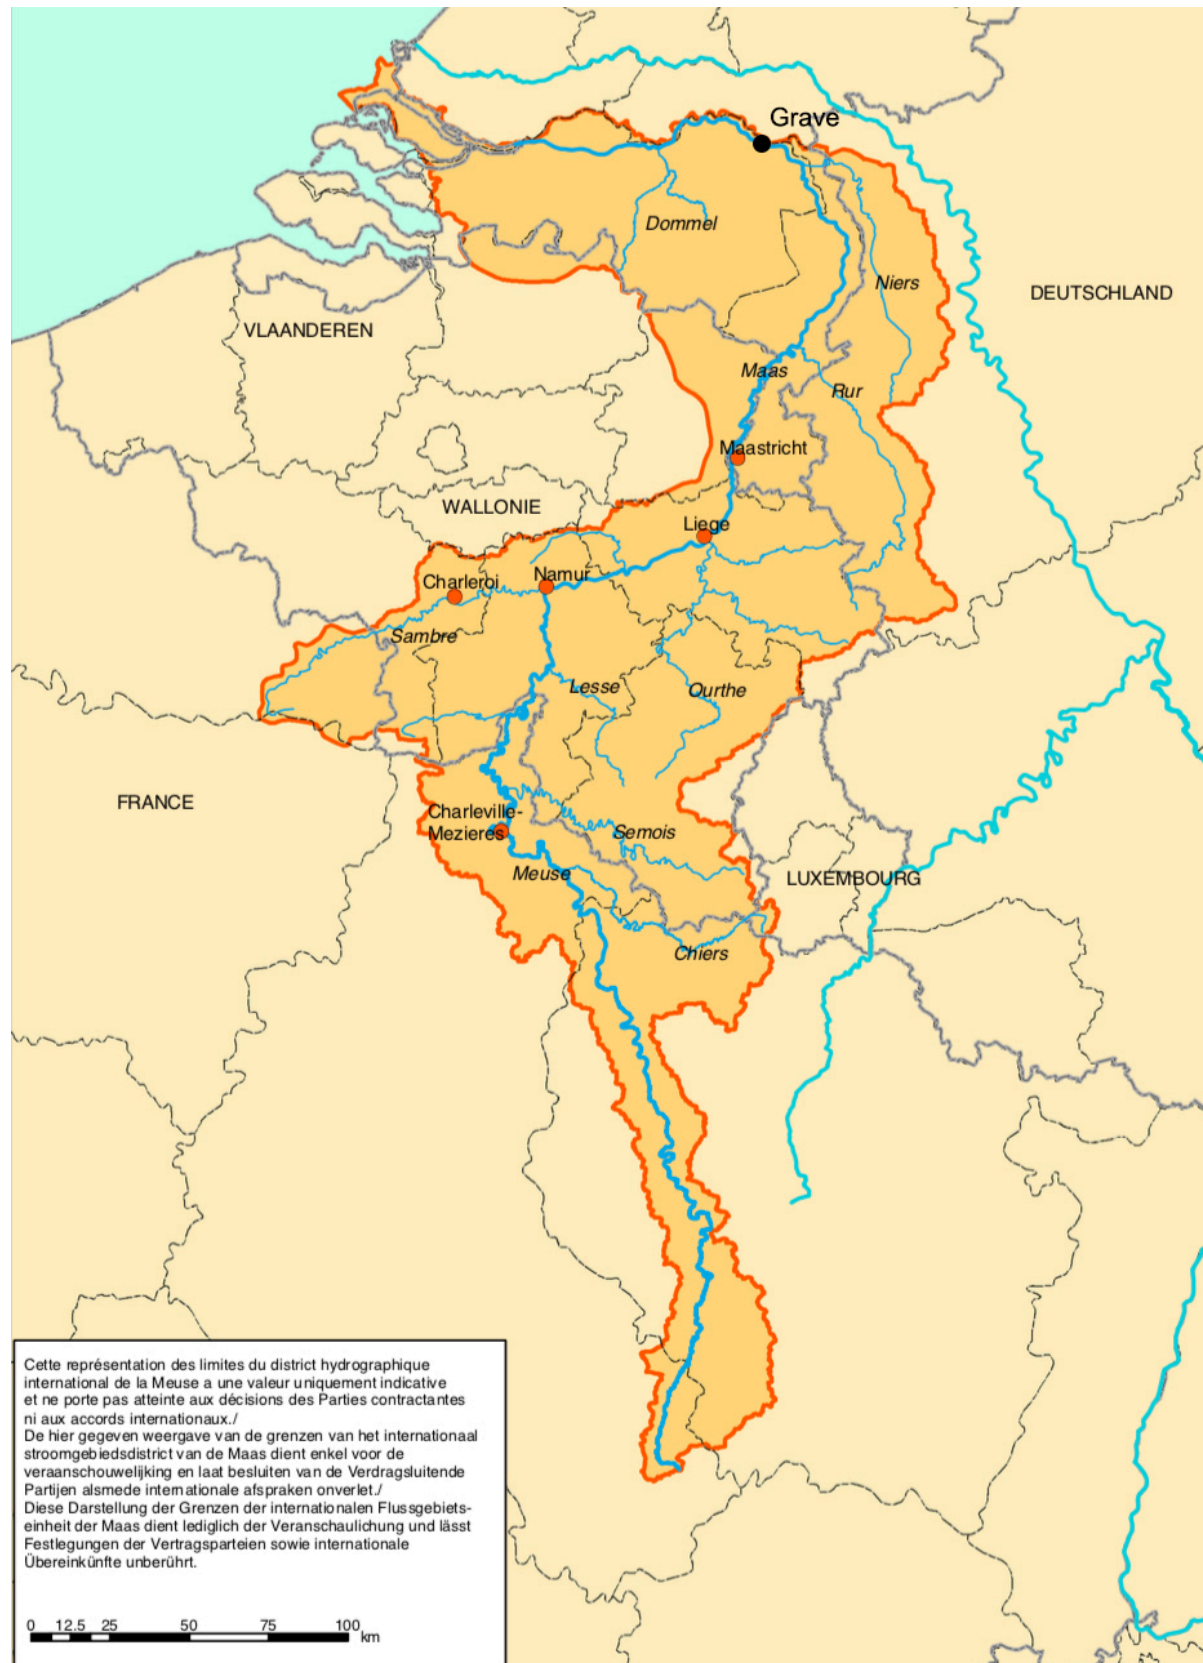 Grave
Dommel
Niers
DEUTSCHLAND
VLAANDEREN
Maas
Rur
Maastricht
WALLONIE
Liege
Charleroi
Namur
Sambre
Lesse
Ourthe
FRANCE
Charleville-
Mezieres
Semois
Meuse
LUXEMBOURG
Chiers
Cette représentation des limites du district hydrographique
international de la Meuse a une valeur uniquement indicative
et ne porte pas atteinte aux décisions des Parties contractantes
ni aux accords internationaux./
De hier gegeven weergave van de grenzen van het internationaal
stroomgebiedsdistrict van de Maas dient enkel voor de
veraanschouwelijking en laat besluiten van de Verdragsluitende
Partijen alsmede internationale afspraken onverlet./
Diese Darstellung der Grenzen der internationalen Flussgebiets-
einheit der Maas dient lediglich der Veranschaulichung und lässt
Festlegungen der Vertragsparteien sowie internationale
Übereinkünfte unberührt.
0 12.5 25 50 75 100
km